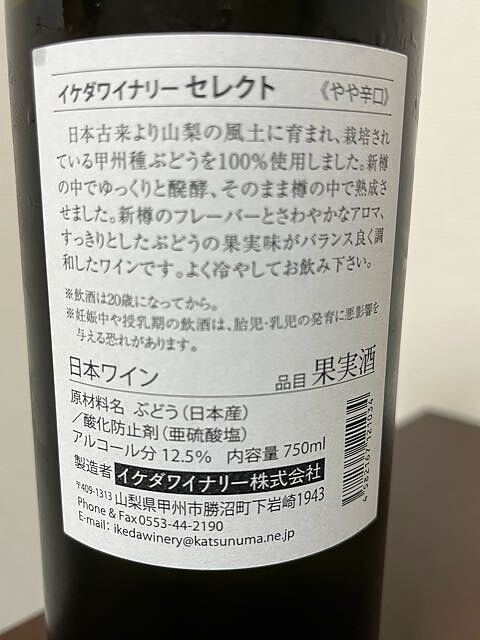 イケダワイナリー セレクト 《やや辛口》
日本古来より山梨の風土に育まれ、栽培され
ている甲州種ぶどうを100%使用しました。新樽
の中でゆっくりと醗酵、そのまま樽の中で熟成さ
せました。新樽のフレーバーとさわやかなアロマ、
すっきりとしたぶどうの果実味がバランス良く調
和したワインです。よく冷やしてお飲み下さい。
※飲酒は20歳になってから。
※妊娠中や授乳期の飲酒は、胎児・乳児の発育に悪影響を
与える恐れがあります。
日本ワイン 品目 果実酒
原材料名 ぶどう(日本産)
/酸化防止剤(亜硫酸塩)
アルコール分 12.5% 内容量 750ml
製造者 イケダワイナリー株式会社
〒409-1313 山梨県甲州市勝沼町下岩崎1943
Phone & Fax 0553-44-2190
E-mail: ikedawinery@katsunuma.ne.jp
4 582167 121034